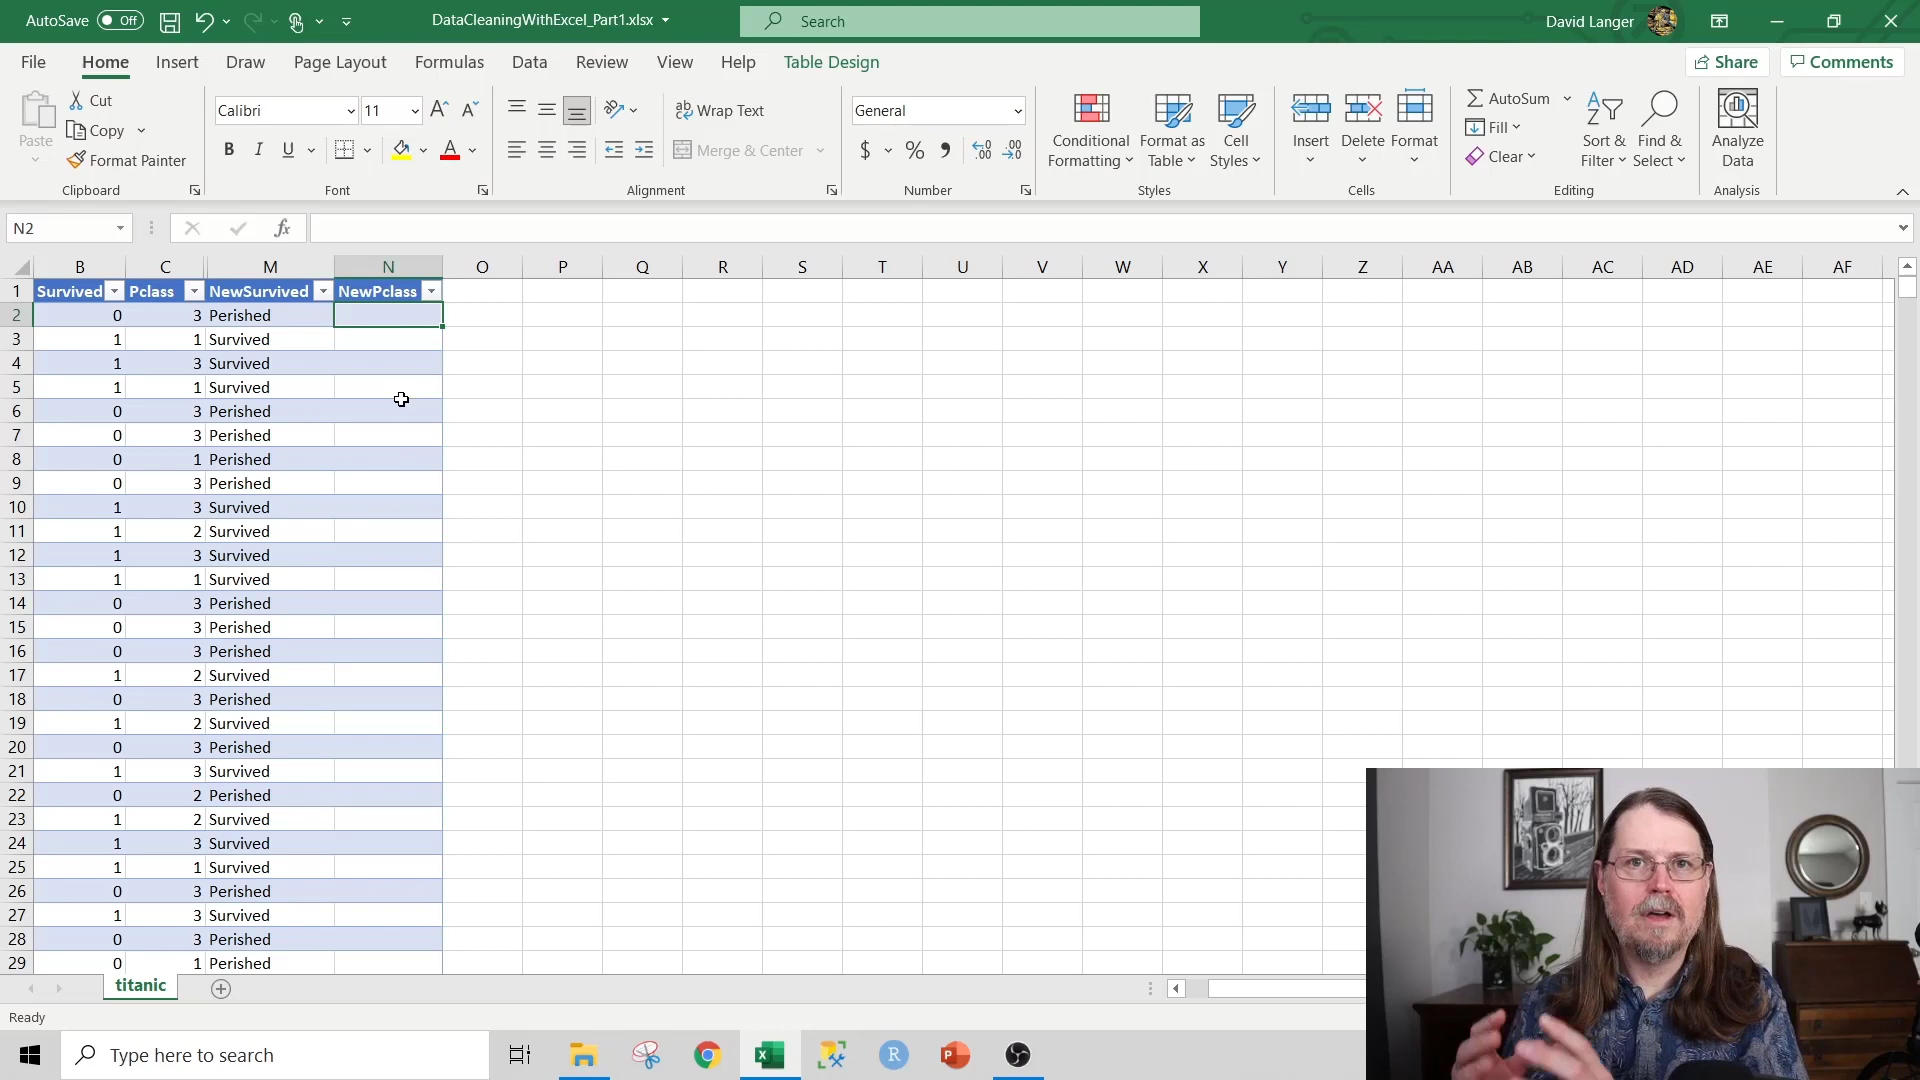 AutoSave Off DataCleaningWithExcel_Part1.xlsx Search David Langer
File Home Insert Draw Page Layout Formulas Data Review View Help Table Design Share Comments
Paste Cut Calibri 11 Wrap Text General Conditional Formatting Format as Table Cell Styles Insert Delete Format AutoSum Sort & Filter Find & Select Analyze Data
Copy B I U Merge & Center $ % Fill
Format Painter Clear
Clipboard Font Alignment Number Styles Cells Editing Analysis
N2 fx
B C M N O P Q R S T U V W X Y Z AA AB AC AD AE AF
1 Survived Pclass NewSurvived NewPclass
2 0 3 Perished
3 1 1 Survived
4 1 3 Survived
5 1 1 Survived
6 0 3 Perished
7 0 3 Perished
8 0 1 Perished
9 0 3 Perished
10 1 3 Survived
11 1 2 Survived
12 1 3 Survived
13 1 1 Survived
14 0 3 Perished
15 0 3 Perished
16 0 3 Perished
17 1 2 Survived
18 0 3 Perished
19 1 2 Survived
20 0 3 Perished
21 1 3 Survived
22 0 2 Perished
23 1 2 Survived
24 1 3 Survived
25 1 1 Survived
26 0 3 Perished
27 1 3 Survived
28 0 3 Perished
29 0 1 Perished
titanic
Ready
Type here to search